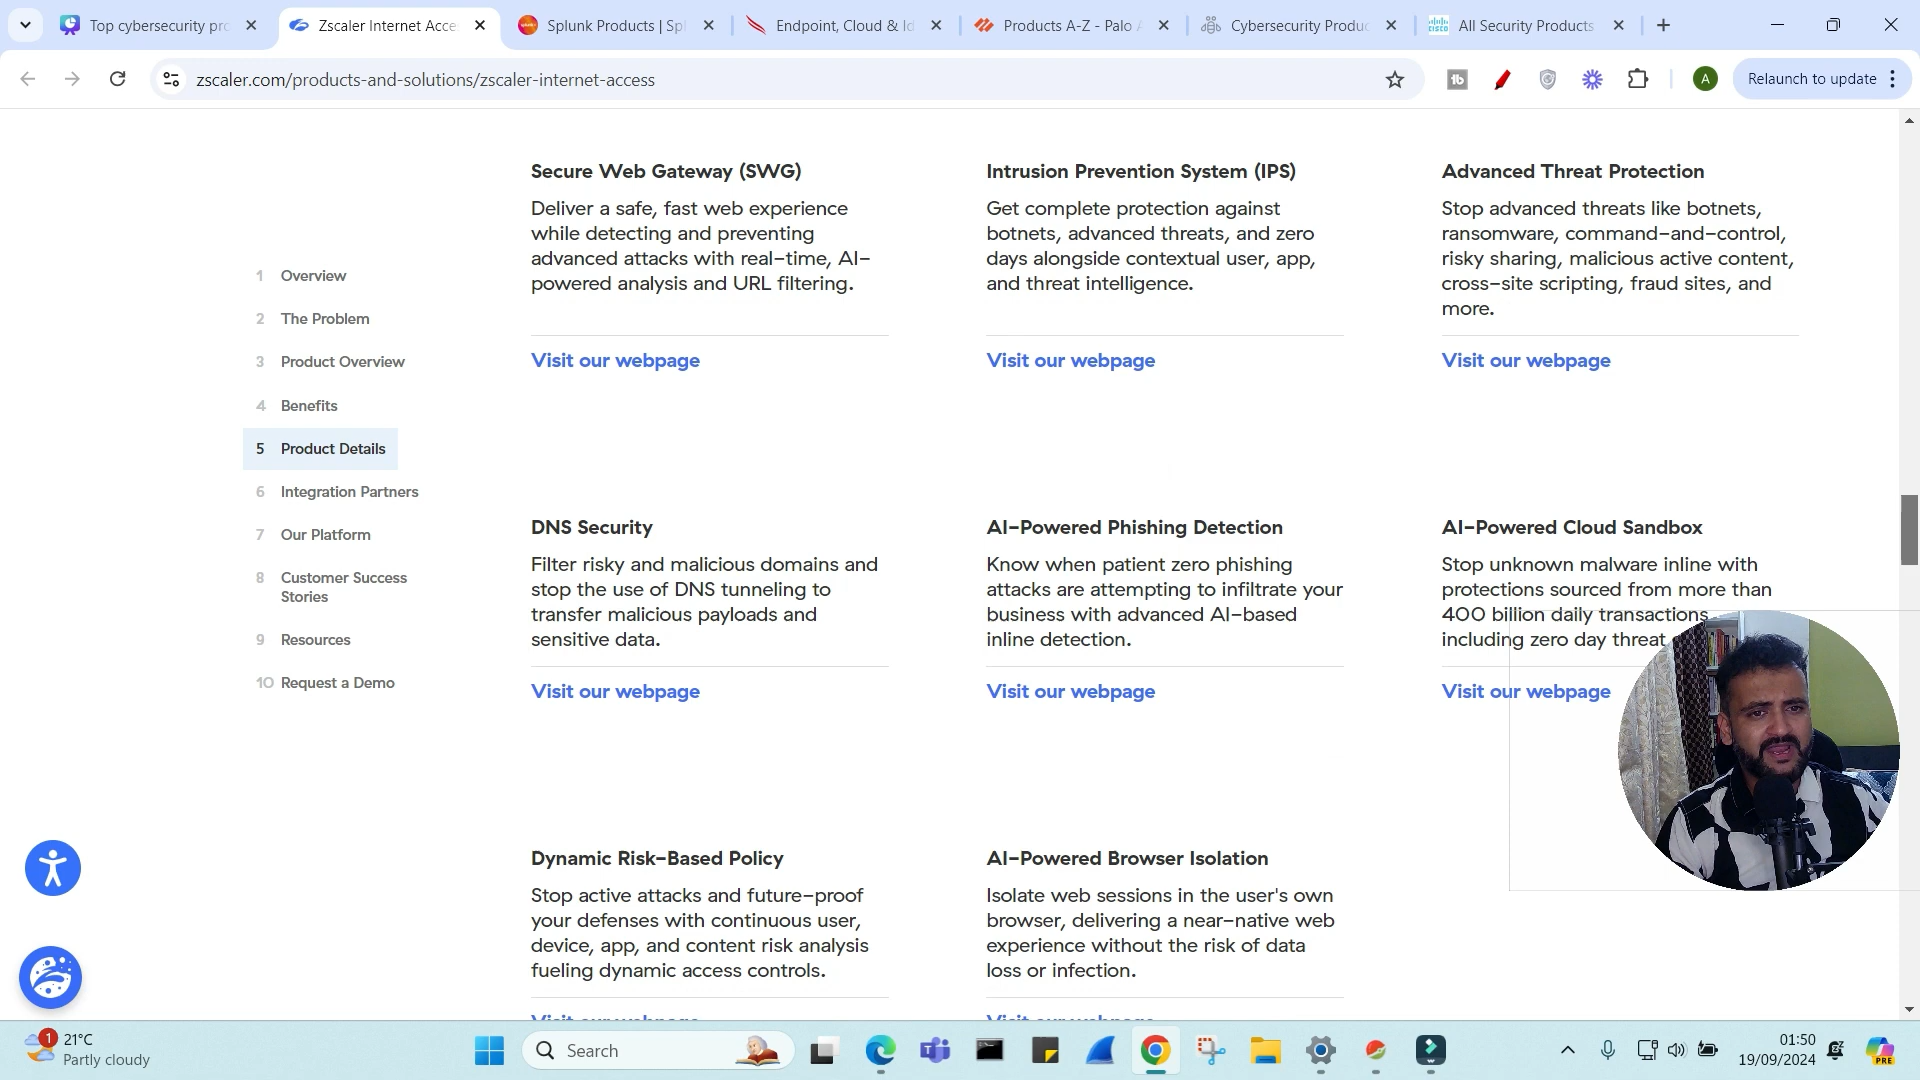 Top cybersecurity pro
Zscaler Internet Acce
Splunk Products | Spl
Endpoint, Cloud & Id
Products A-Z - Palo A
Cybersecurity Produc
All Security Products
zscaler.com/products-and-solutions/zscaler-internet-access
A
Relaunch to update
1 Overview
2 The Problem
3 Product Overview
4 Benefits
5 Product Details
6 Integration Partners
7 Our Platform
8 Customer Success
Stories
9 Resources
10 Request a Demo
Secure Web Gateway (SWG)
Deliver a safe, fast web experience
while detecting and preventing
advanced attacks with real-time, AI-
powered analysis and URL filtering.
Visit our webpage
Intrusion Prevention System (IPS)
Get complete protection against
botnets, advanced threats, and zero
days alongside contextual user, app,
and threat intelligence.
Visit our webpage
Advanced Threat Protection
Stop advanced threats like botnets,
ransomware, command-and-control,
risky sharing, malicious active content,
cross-site scripting, fraud sites, and
more.
Visit our webpage
DNS Security
Filter risky and malicious domains and
stop the use of DNS tunneling to
transfer malicious payloads and
sensitive data.
Visit our webpage
AI-Powered Phishing Detection
Know when patient zero phishing
attacks are attempting to infiltrate your
business with advanced AI-based
inline detection.
Visit our webpage
AI-Powered Cloud Sandbox
Stop unknown malware inline with
protections sourced from more than
400 billion daily transactions
including zero day threat
Visit our webpage
Dynamic Risk-Based Policy
Stop active attacks and future-proof
your defenses with continuous user,
device, app, and content risk analysis
fueling dynamic access controls.
Visit our webpage
AI-Powered Browser Isolation
Isolate web sessions in the user's own
browser, delivering a near-native web
experience without the risk of data
loss or infection.
Visit our webpage
1
21°C
Partly cloudy
Search
01:50
19/09/2024
PRE